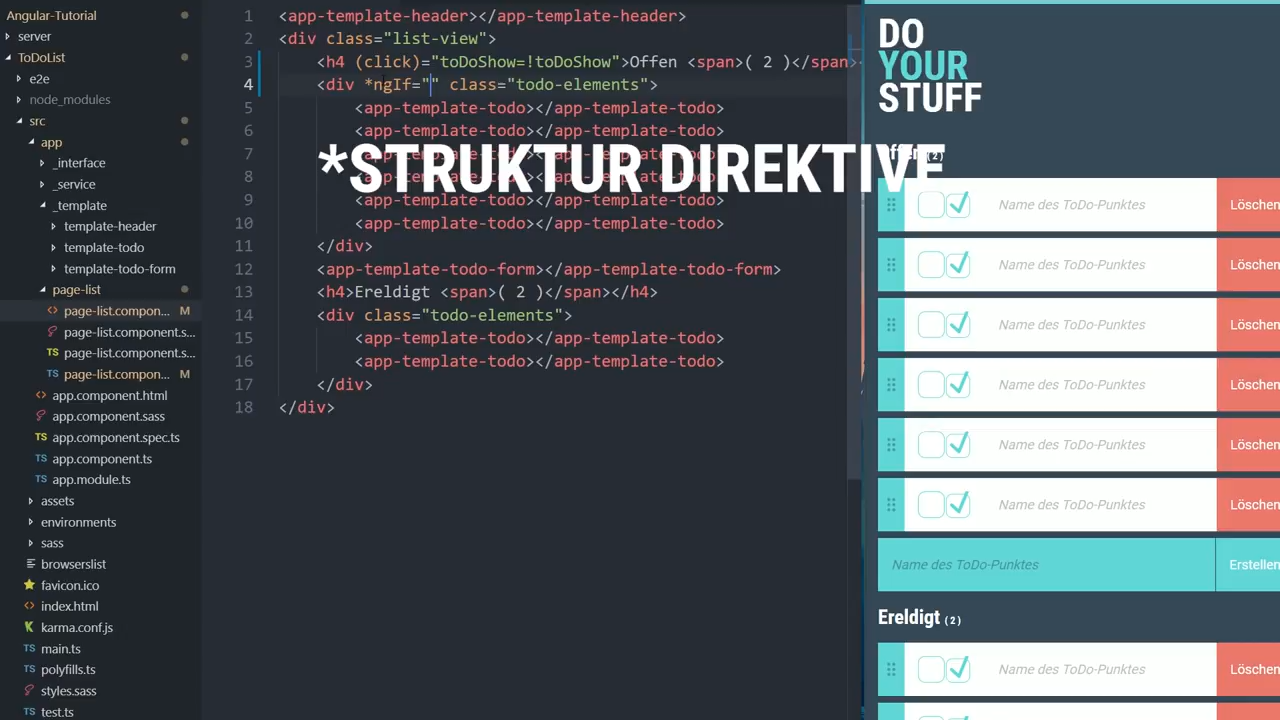 Angular-Tutorial
server
ToDoList
e2e
node_modules
src
app
_interface
_service
_template
template-header
template-todo
template-todo-form
page-list
page-list.compon... M
page-list.component.s...
TS page-list.component.s...
TS page-list.compon... M
app.component.html
app.component.sass
TS app.component.spec.ts
TS app.component.ts
TS app.module.ts
assets
environments
sass
browserslist
favicon.ico
index.html
karma.conf.js
TS main.ts
TS polyfills.ts
styles.sass
TS test.ts
1 <app-template-header></app-template-header>
2 <div class="list-view">
3 <h4 (click)="toDoShow=!toDoShow">Offen <span>( 2 )</span><
4 <div *ngIf="" class="todo-elements">
5 <app-template-todo></app-template-todo>
6 <app-template-todo></app-template-todo>
7
8
9 <app-template-todo></app-template-todo>
10 <app-template-todo></app-template-todo>
11 </div>
12 <app-template-todo-form></app-template-todo-form>
13 <h4>Ereldigt <span>( 2 )</span></h4>
14 <div class="todo-elements">
15 <app-template-todo></app-template-todo>
16 <app-template-todo></app-template-todo>
17 </div>
18 </div>
*STRUKTUR DIREKTIVE
DO
YOUR
STUFF
Offen ( 2 )
Name des ToDo-Punktes Löschen
Name des ToDo-Punktes Löschen
Name des ToDo-Punktes Löschen
Name des ToDo-Punktes Löschen
Name des ToDo-Punktes Löschen
Name des ToDo-Punktes Löschen
Name des ToDo-Punktes Erstellen
Ereldigt ( 2 )
Name des ToDo-Punktes Löschen